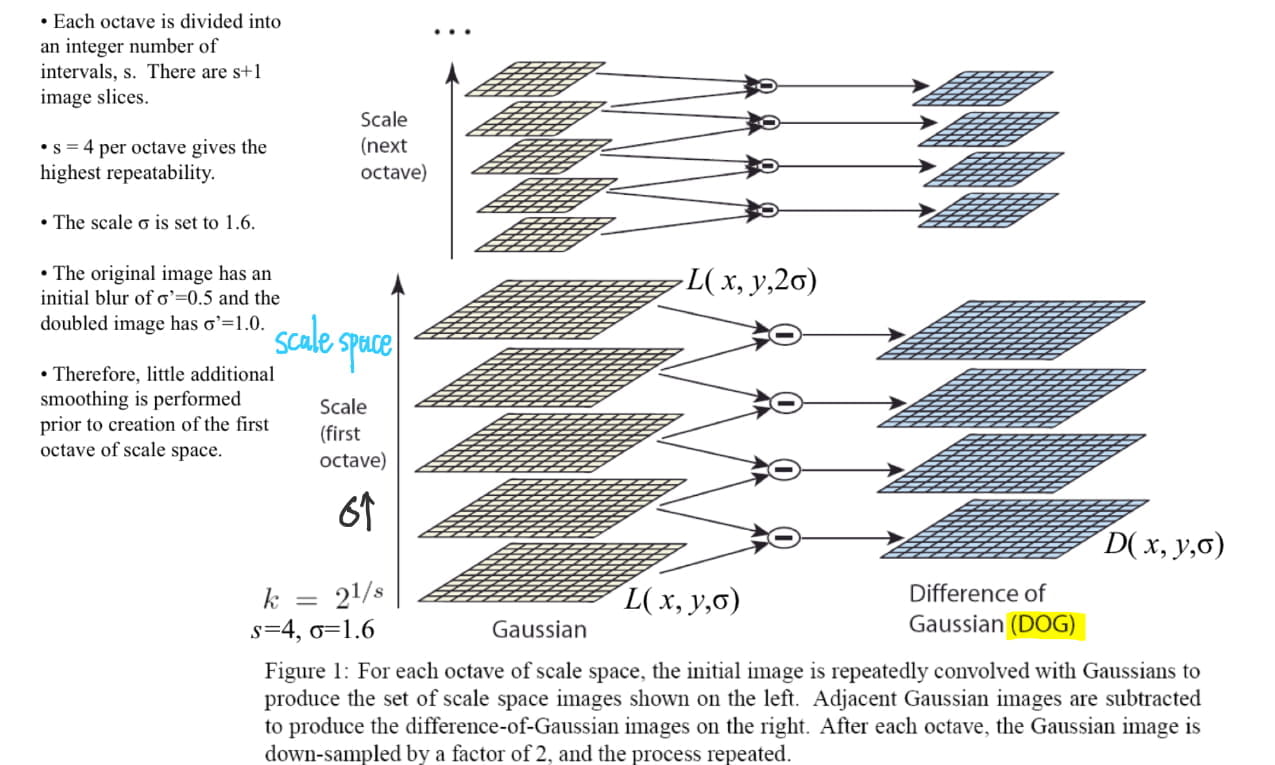 • Each octave is divided into
an integer number of
intervals, s.  There are s+1
image slices.
• s = 4 per octave gives the
highest repeatability.
• The scale σ is set to 1.6.
• The original image has an
initial blur of σ’=0.5 and the
doubled image has σ’=1.0.
• Therefore, little additional
smoothing is performed
prior to creation of the first
octave of scale space.
...
Scale
(next
octave)
scale space
Scale
(first
octave)
σ↑
k = 2^{1/s}
s=4, σ=1.6
L( x, y,2σ)
L( x, y,σ)
Gaussian
D( x, y,σ)
Difference of
Gaussian (DOG)
Figure 1: For each octave of scale space, the initial image is repeatedly convolved with Gaussians to
produce the set of scale space images shown on the left.  Adjacent Gaussian images are subtracted
to produce the difference-of-Gaussian images on the right.  After each octave, the Gaussian image is
down-sampled by a factor of 2, and the process repeated.